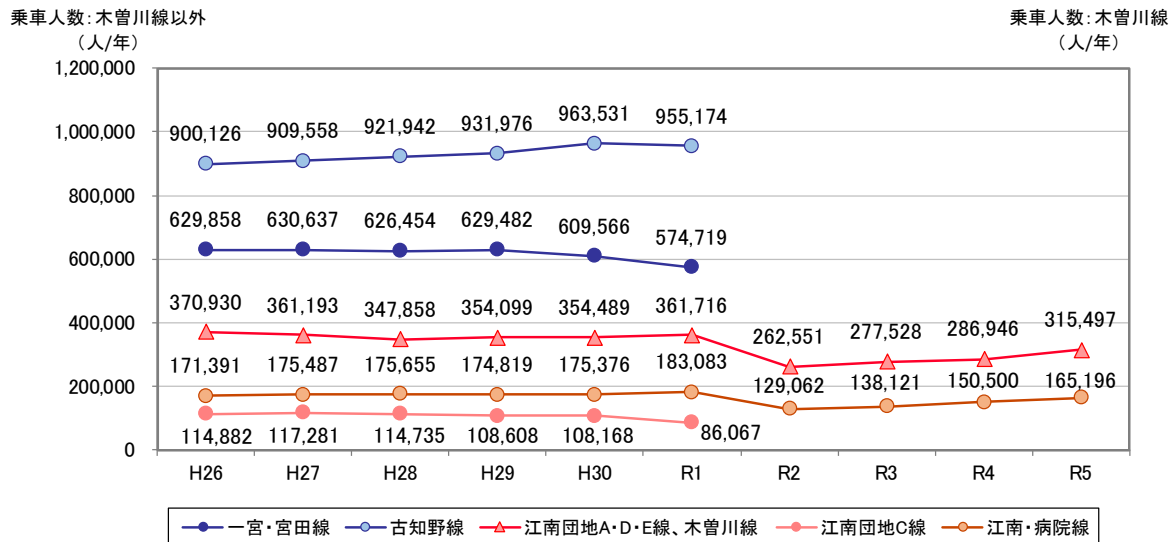 乗車人数：木曽川線以外
（人/年）
乗車人数：木曽川線
（人/年）
1,200,000
1,000,000
800,000
600,000
400,000
200,000
0
900,126 909,558 921,942 931,976 963,531 955,174
629,858 630,637 626,454 629,482 609,566 574,719
370,930 361,193 347,858 354,099 354,489 361,716 262,551 277,528 286,946 315,497
171,391 175,487 175,655 174,819 175,376 183,083 129,062 138,121 150,500 165,196
114,882 117,281 114,735 108,608 108,168 86,067
H26 H27 H28 H29 H30 R1 R2 R3 R4 R5
一宮・宮田線 古知野線 江南団地A・D・E線、木曽川線 江南団地C線 江南・病院線